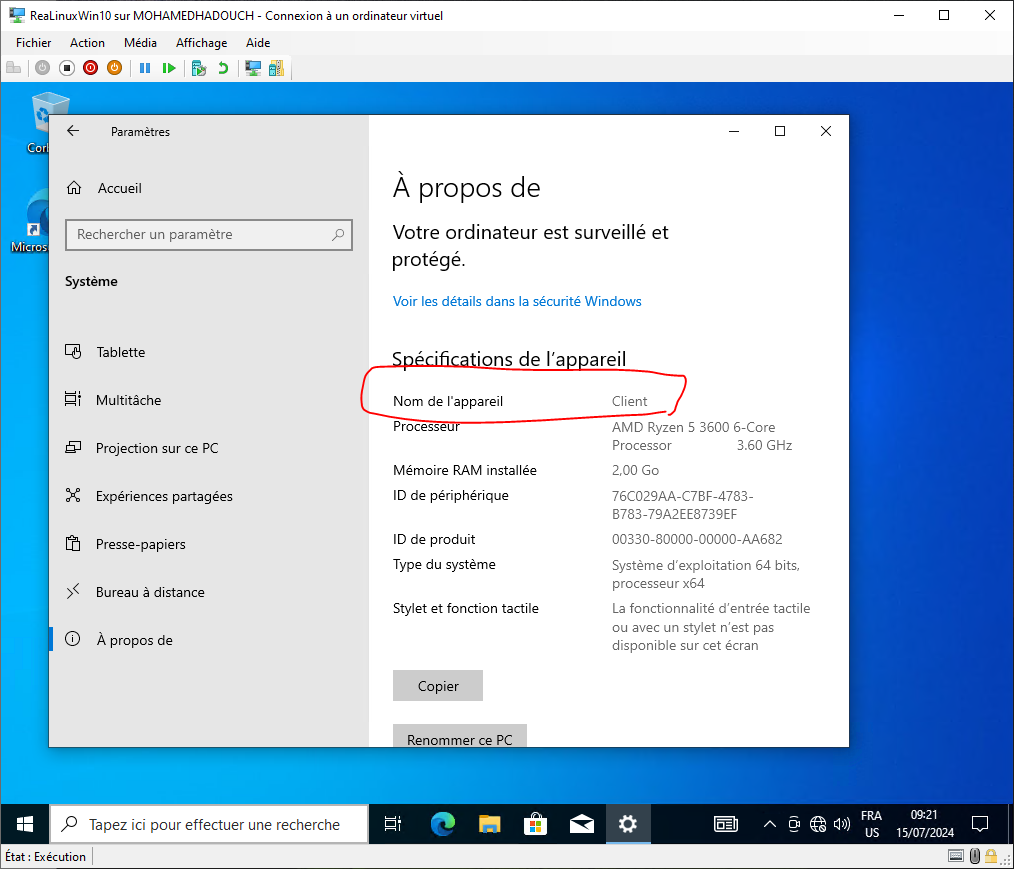 ReaLinuxWin10 sur MOHAMEDHADOUCH - Connexion à un ordinateur virtuel
Fichier Action Média Affichage Aide
Paramètres
Accueil
Rechercher un paramètre
Système
Tablette
Multitâche
Projection sur ce PC
Expériences partagées
Presse-papiers
Bureau à distance
À propos de
À propos de
Votre ordinateur est surveillé et
protégé.
Voir les détails dans la sécurité Windows
Spécifications de l’appareil
Nom de l'appareil Client
Processeur AMD Ryzen 5 3600 6-Core
Processor 3.60 GHz
Mémoire RAM installée 2,00 Go
ID de périphérique 76C029AA-C7BF-4783-
B783-79A2EE8739EF
ID de produit 00330-80000-00000-AA682
Type du système Système d’exploitation 64 bits,
processeur x64
Stylet et fonction tactile La fonctionnalité d’entrée tactile
ou avec un stylet n’est pas
disponible sur cet écran
Copier
Renommer ce PC
Tapez ici pour effectuer une recherche
FRA
US
09:21
15/07/2024
État : Exécution